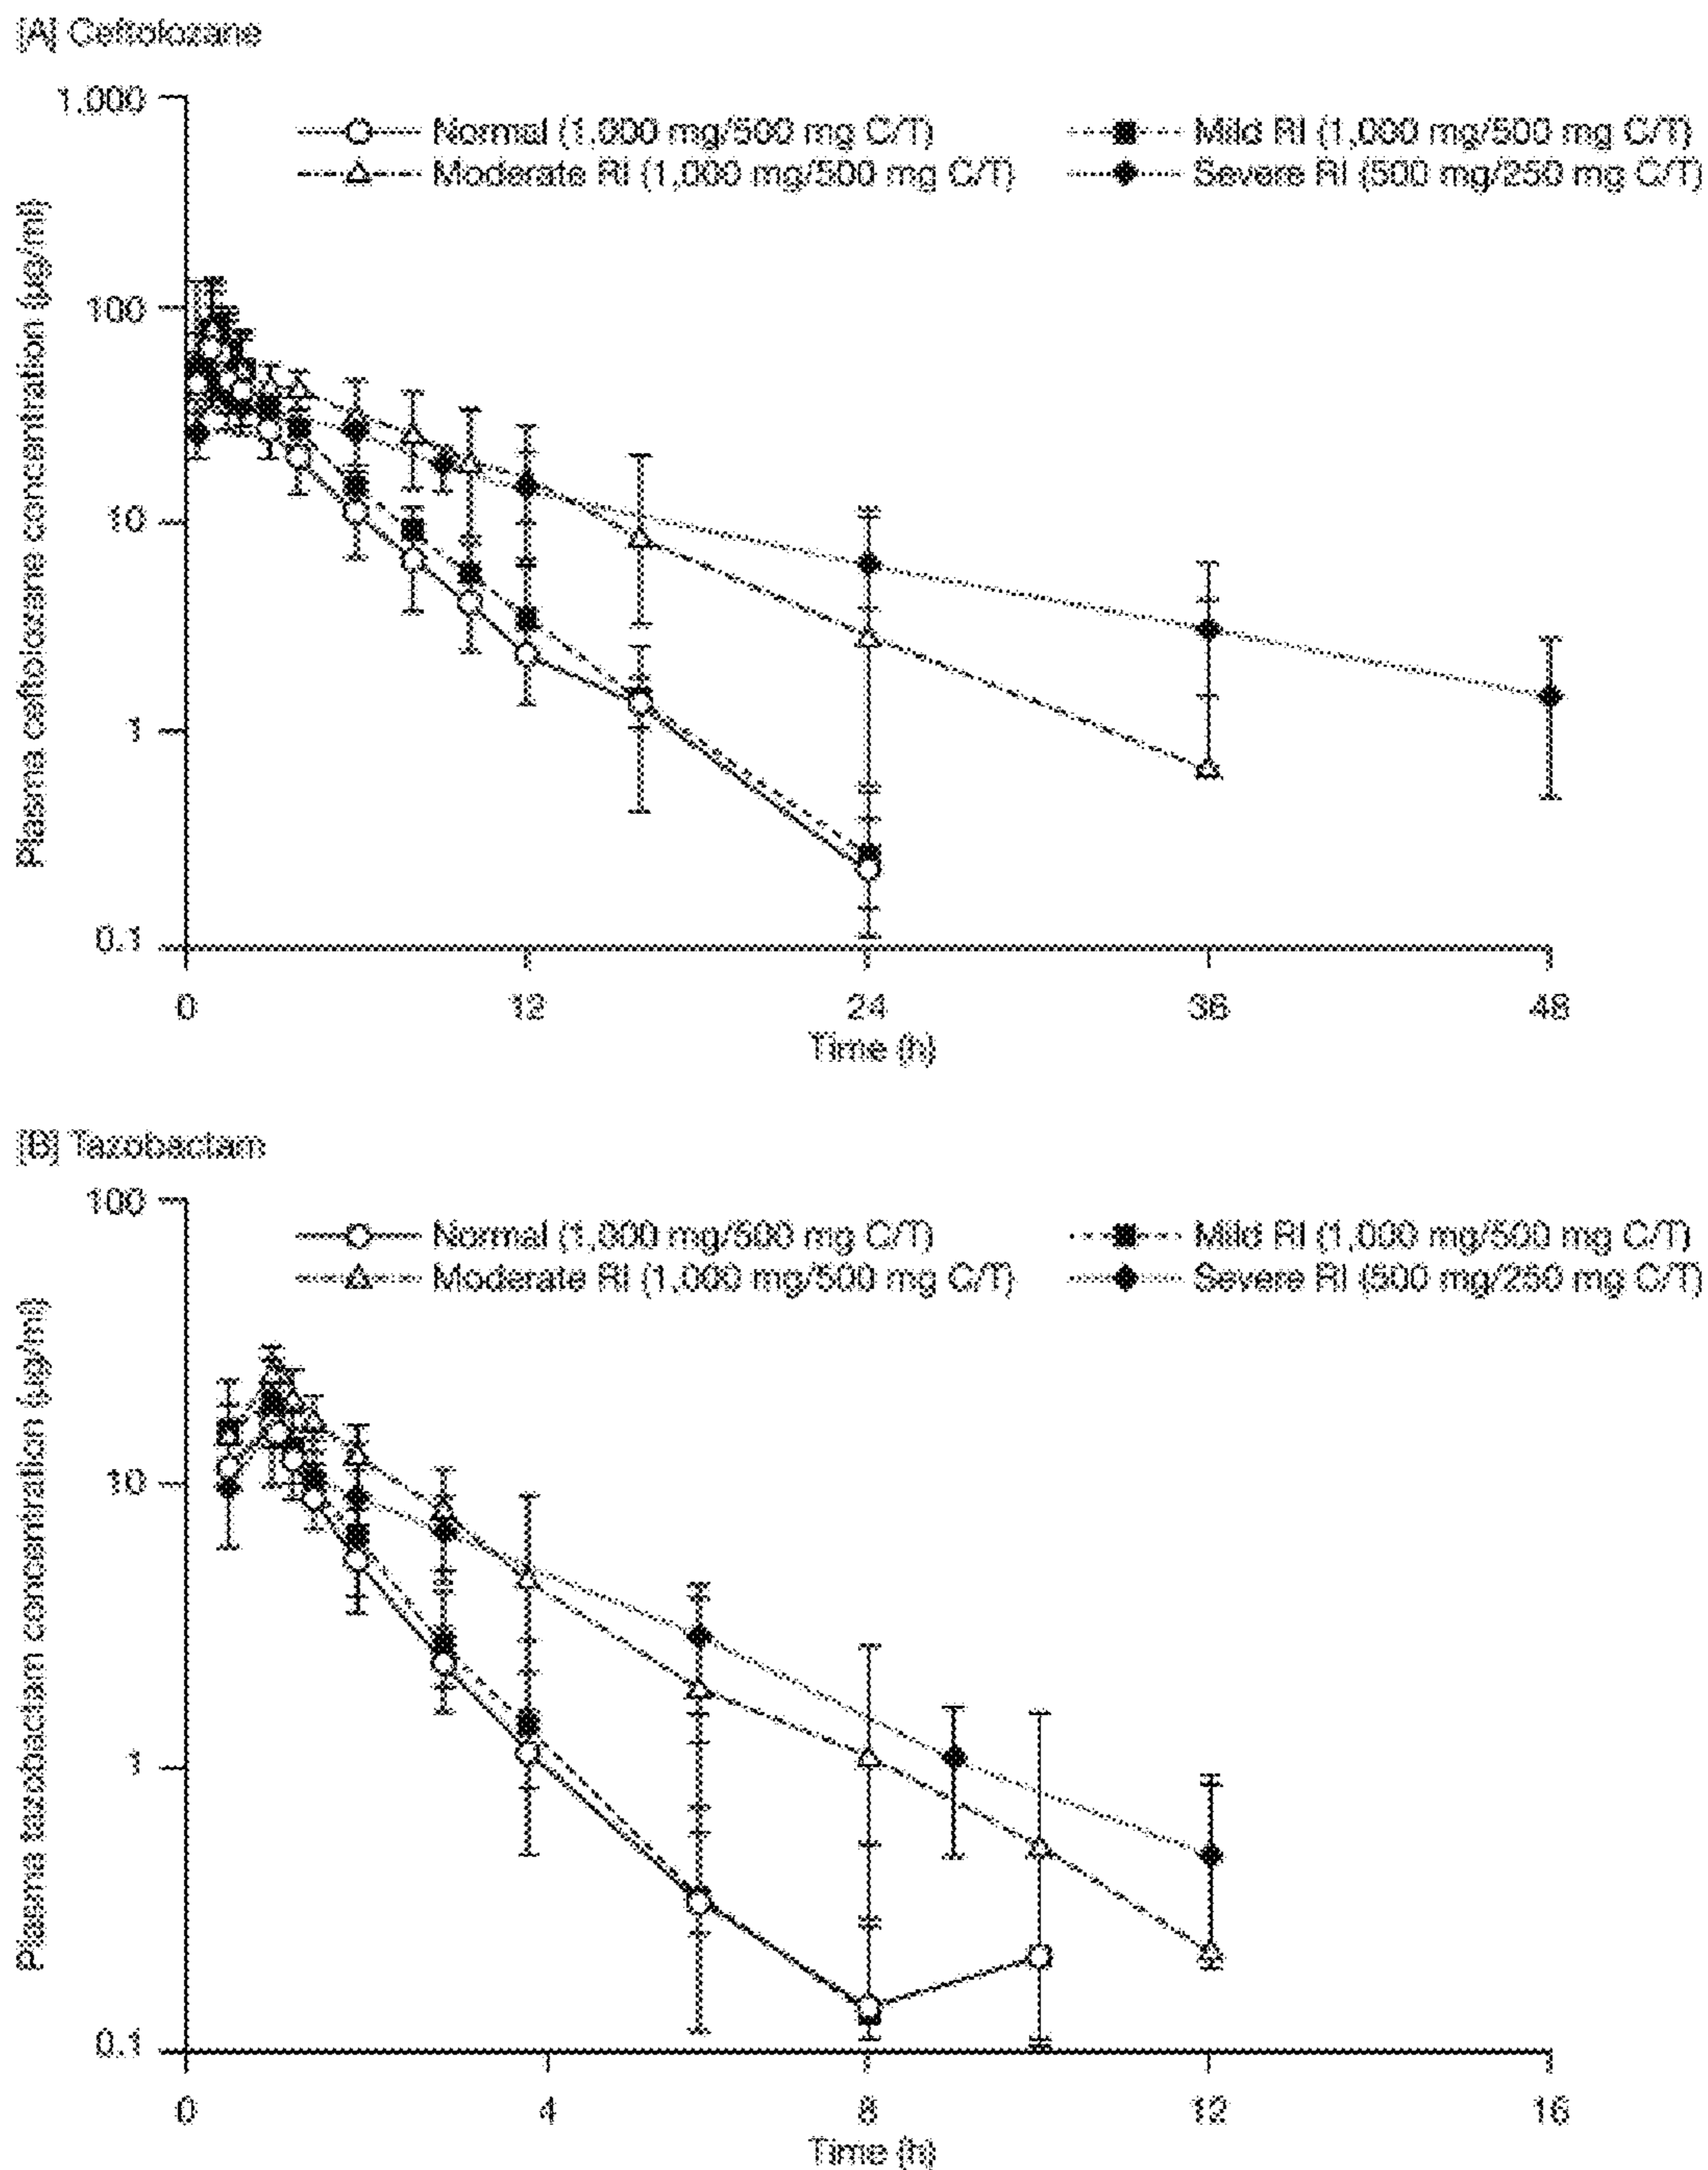 [A] Ceftolozane
1,000
Normal (1,000 mg/500 mg C/T)
Mild RI (1,000 mg/500 mg C/T)
Moderate RI (1,000 mg/500 mg C/T)
Severe RI (500 mg/250 mg C/T)
Plasma ceftolozane concentration (µg/ml)
100
10
1
0.1
0 12 24 36 48
Time (h)
[B] Tazobactam
100
Normal (1,000 mg/500 mg C/T)
Mild RI (1,000 mg/500 mg C/T)
Moderate RI (1,000 mg/500 mg C/T)
Severe RI (500 mg/250 mg C/T)
Plasma tazobactam concentration (µg/ml)
10
1
0.1
0 4 8 12 16
Time (h)